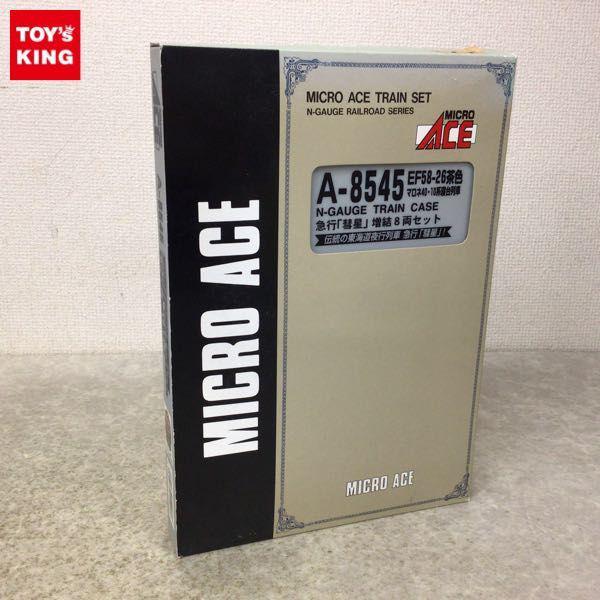 TOY's
KING
MICRO ACE TRAIN SET
N-GAUGE RAILROAD SERIES
MICRO
ACE
A-8545 EF58-26茶色
マロネ40・10系寝台列車
N-GAUGE TRAIN CASE
急行「彗星」増結8両セット
伝統の東海道夜行列車 急行「彗星」!!
MICRO ACE
MICRO ACE